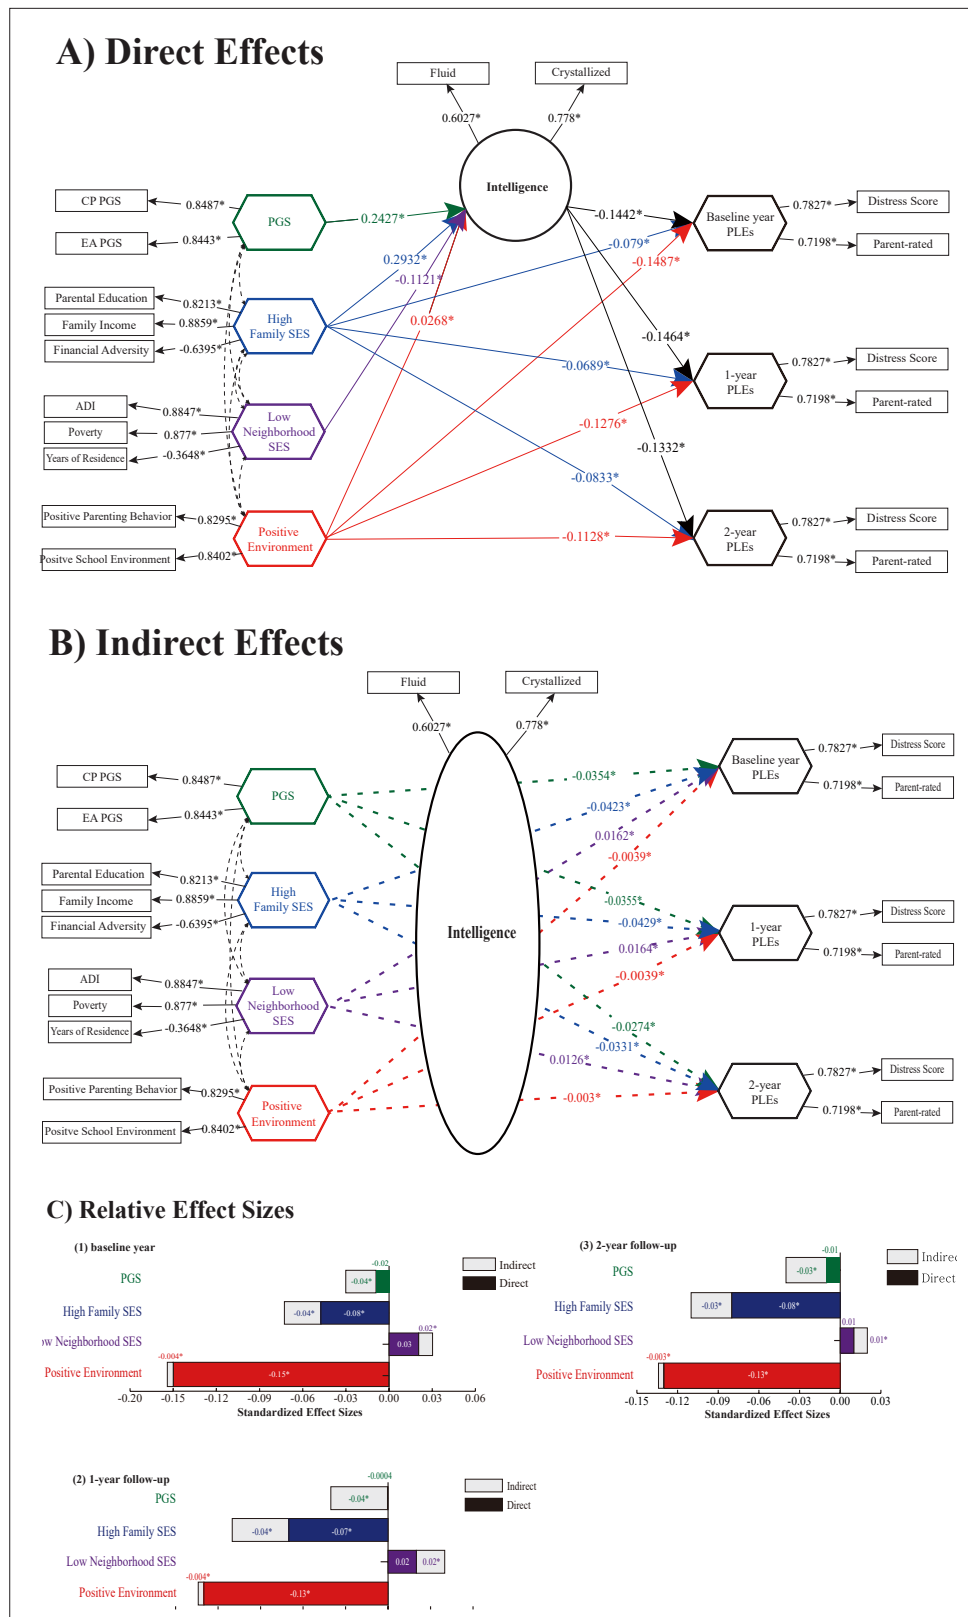 A) Direct Effects
Fluid
Crystallized
0.6027*
0.778*
Intelligence
CP PGS
0.8487*
EA PGS
0.8443*
PGS
0.2427*
Parental Education
0.8213*
Family Income
0.8859*
Financial Adversity
-0.6395*
High
Family SES
0.2932*
-0.1121*
0.0268*
ADI
0.8847*
Poverty
0.877*
Years of Residence
-0.3648*
Low
Neighborhood
SES
Positive Parenting Behavior
0.8295*
Positve School Environment
0.8402*
Positive
Environment
-0.1442*
-0.079*
-0.1487*
-0.1464*
-0.0689*
-0.1276*
-0.1332*
-0.0833*
-0.1128*
Baseline year
PLEs
0.7827*
Distress Score
0.7198*
Parent-rated
1-year
PLEs
0.7827*
Distress Score
0.7198*
Parent-rated
2-year
PLEs
0.7827*
Distress Score
0.7198*
Parent-rated
B) Indirect Effects
Fluid
Crystallized
0.6027*
0.778*
Intelligence
CP PGS
0.8487*
EA PGS
0.8443*
PGS
Parental Education
0.8213*
Family Income
0.8859*
Financial Adversity
-0.6395*
High
Family SES
ADI
0.8847*
Poverty
0.877*
Years of Residence
-0.3648*
Low
Neighborhood
SES
Positive Parenting Behavior
0.8295*
Positve School Environment
0.8402*
Positive
Environment
-0.0354*
-0.0423*
0.0162*
-0.0039*
-0.0355*
-0.0429*
0.0164*
-0.0039*
-0.0274*
-0.0331*
0.0126*
-0.003*
Baseline year
PLEs
0.7827*
Distress Score
0.7198*
Parent-rated
1-year
PLEs
0.7827*
Distress Score
0.7198*
Parent-rated
2-year
PLEs
0.7827*
Distress Score
0.7198*
Parent-rated
C) Relative Effect Sizes
(1) baseline year
Indirect
Direct
PGS
-0.04*
-0.02
High Family SES
-0.04*
-0.08*
ow Neighborhood SES
0.03
0.02*
Positive Environment
-0.004*
-0.15*
-0.20 -0.15 -0.12 -0.09 -0.06 -0.03 0.00 0.03 0.06
Standardized Effect Sizes
(3) 2-year follow-up
Indirect
Direct
PGS
-0.03*
-0.01
High Family SES
-0.03*
-0.08*
Low Neighborhood SES
0.01
0.01*
Positive Environment
-0.003*
-0.13*
-0.15 -0.12 -0.09 -0.06 -0.03 0.00 0.03
Standardized Effect Sizes
(2) 1-year follow-up
Indirect
Direct
PGS
-0.04*
-0.0004
High Family SES
-0.04*
-0.07*
Low Neighborhood SES
0.02
0.02*
Positive Environment
-0.004*
-0.13*